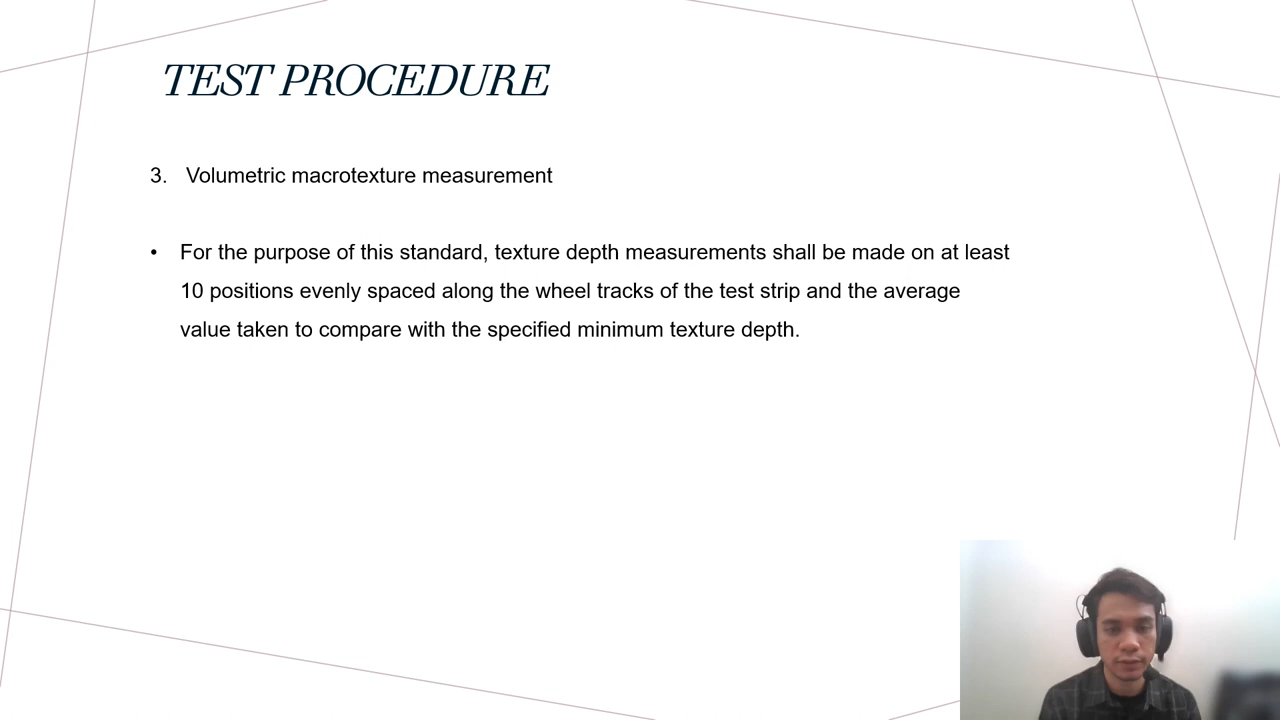 TEST PROCEDURE
3. Volumetric macrotexture measurement
• For the purpose of this standard, texture depth measurements shall be made on at least
10 positions evenly spaced along the wheel tracks of the test strip and the average
value taken to compare with the specified minimum texture depth.